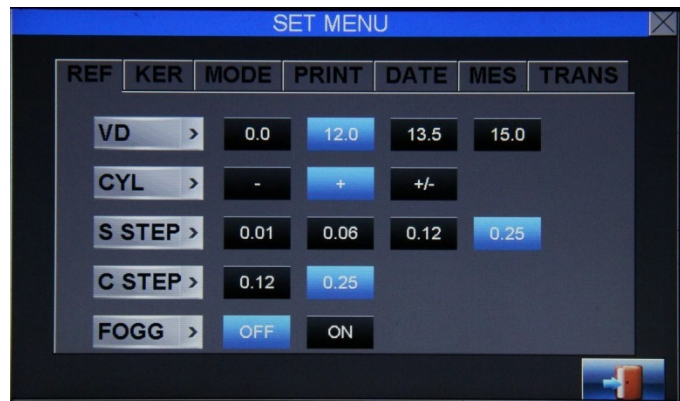 SET MENU
REF KER MODE PRINT DATE MES TRANS
VD > 0.0 12.0 13.5 15.0
CYL > - + +/-
S STEP > 0.01 0.06 0.12 0.25
C STEP > 0.12 0.25
FOGG > OFF ON